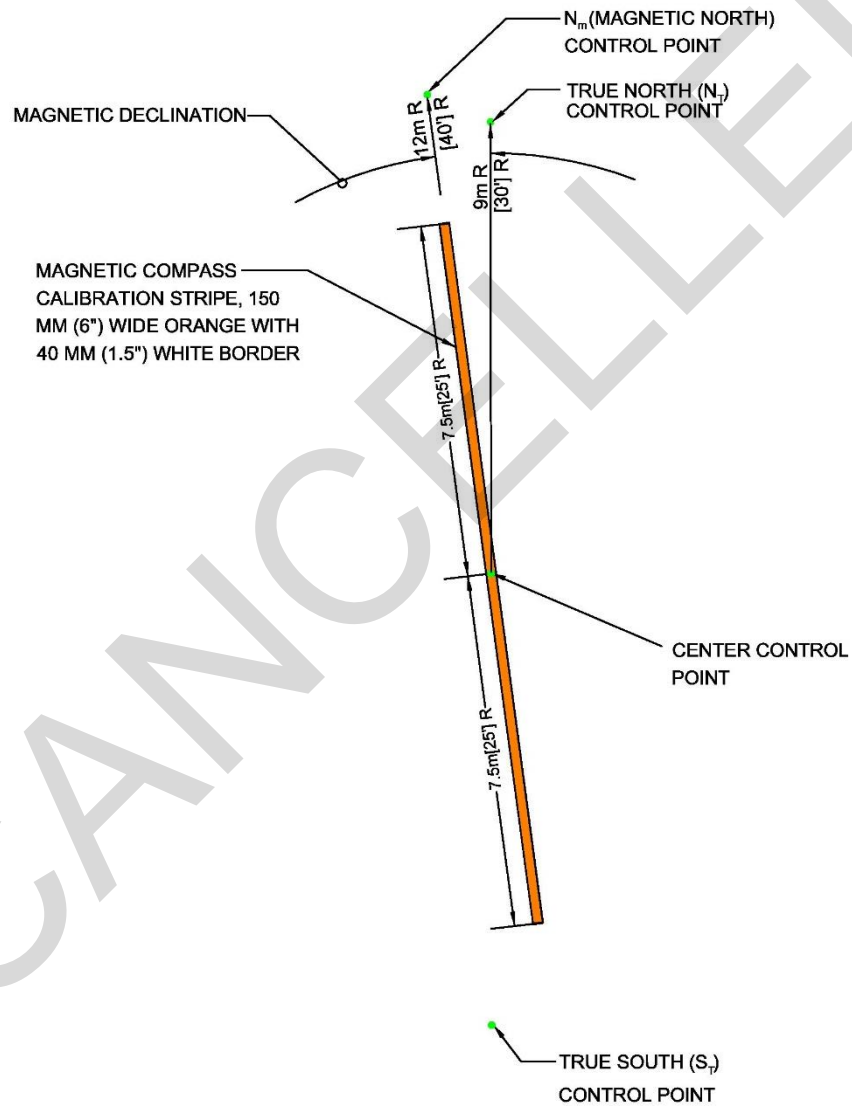 Nm(MAGNETIC NORTH)
CONTROL POINT
TRUE NORTH (NT)
CONTROL POINT
MAGNETIC DECLINATION
12m R
[40'] R
9m R
[30'] R
MAGNETIC COMPASS
CALIBRATION STRIPE, 150
MM (6") WIDE ORANGE WITH
40 MM (1.5") WHITE BORDER
7.5m[25'] R
CENTER CONTROL
POINT
7.5m[25'] R
TRUE SOUTH (ST)
CONTROL POINT
CANCELLE